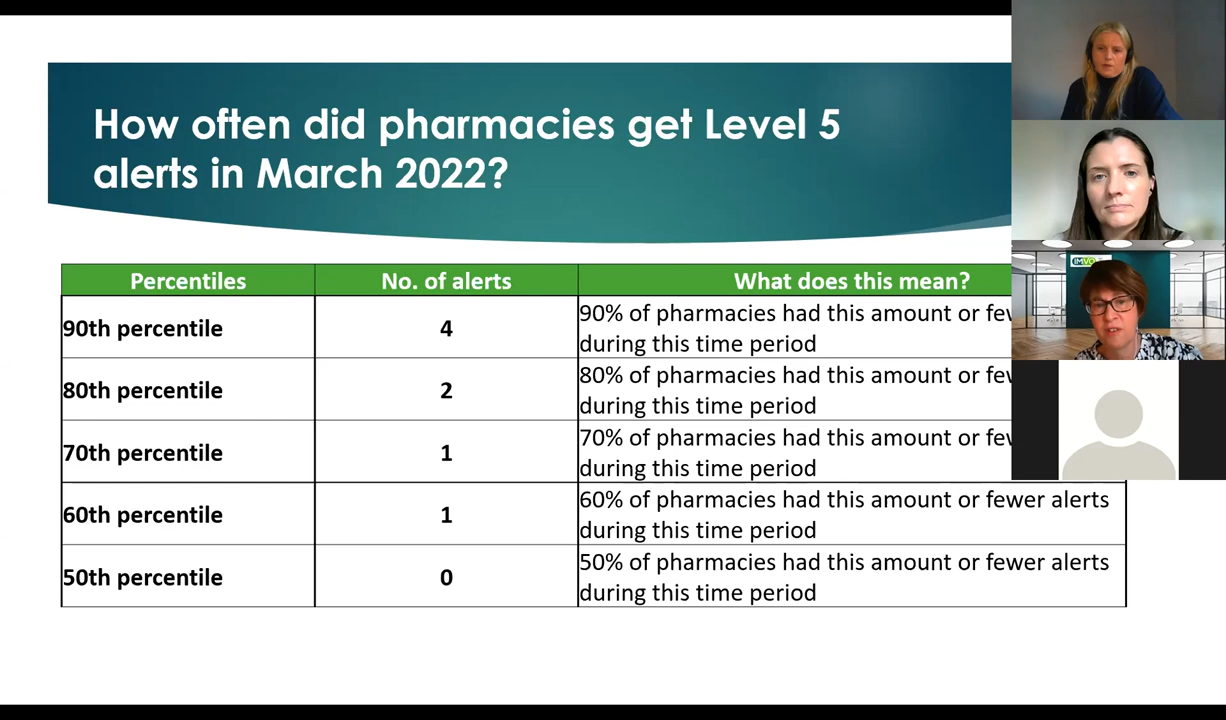 How often did pharmacies get Level 5
alerts in March 2022?
Percentiles No. of alerts What does this mean?
90th percentile 4 90% of pharmacies had this amount or
during this time period
80th percentile 2 80% of pharmacies had this amount or
during this time period
70th percentile 1 70% of pharmacies had this amount or
during this time period
60th percentile 1 60% of pharmacies had this amount or fewer alerts
during this time period
50th percentile 0 50% of pharmacies had this amount or fewer alerts
during this time period